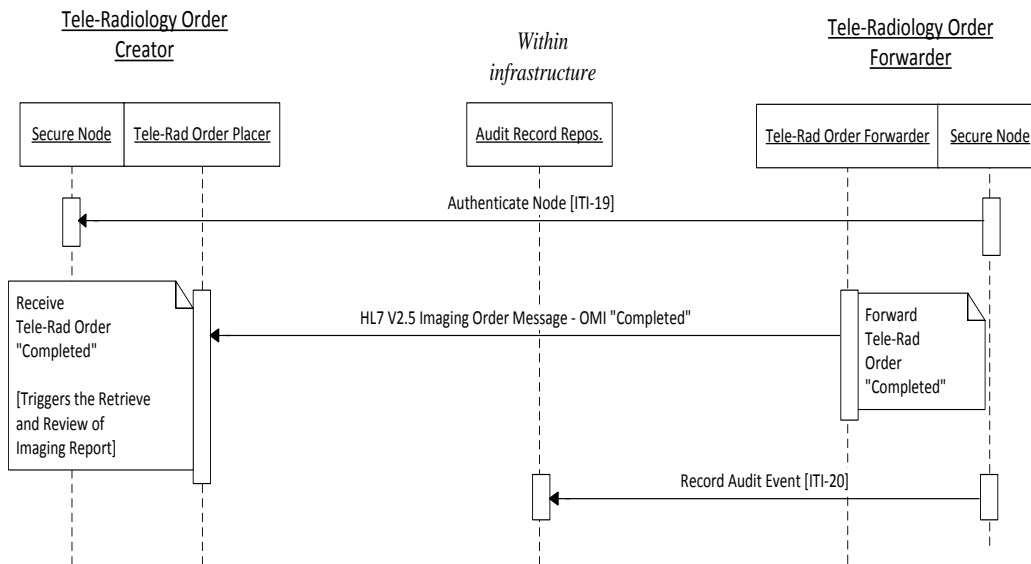 Tele-Radiology Order
Creator
Within
infrastructure
Tele-Radiology Order
Forwarder
Secure Node
Tele-Rad Order Placer
Audit Record Repos.
Tele-Rad Order Forwarder
Secure Node
Authenticate Node [ITI-19]
Receive
Tele-Rad Order
"Completed"
[Triggers the Retrieve
and Review of
Imaging Report]
HL7 V2.5 Imaging Order Message - OMI "Completed"
Forward
Tele-Rad
Order
"Completed"
Record Audit Event [ITI-20]